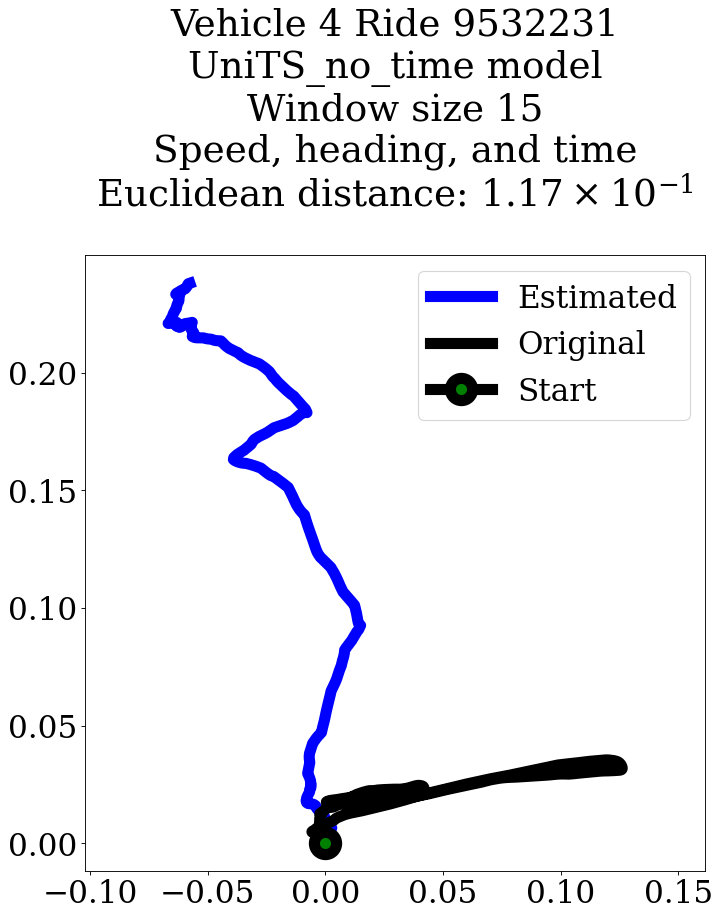 Vehicle 4 Ride 9532231
UniTS_no_time model
Window size 15
Speed, heading, and time
Euclidean distance: 1.17 × 10⁻¹
Estimated
Original
Start
0.20
0.15
0.10
0.05
0.00
−0.10 −0.05 0.00 0.05 0.10 0.15